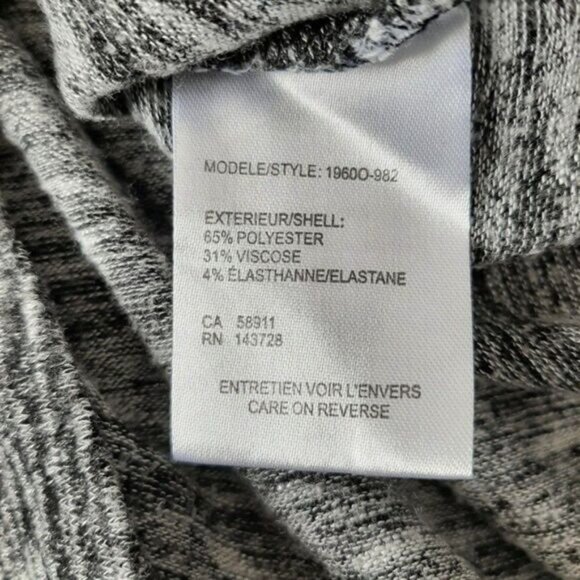 MODELE/STYLE: 1960O-982
EXTERIEUR/SHELL:
65% POLYESTER
31% VISCOSE
4% ÉLASTHANNE/ELASTANE
CA 58911
RN 143728
ENTRETIEN VOIR L'ENVERS
CARE ON REVERSE